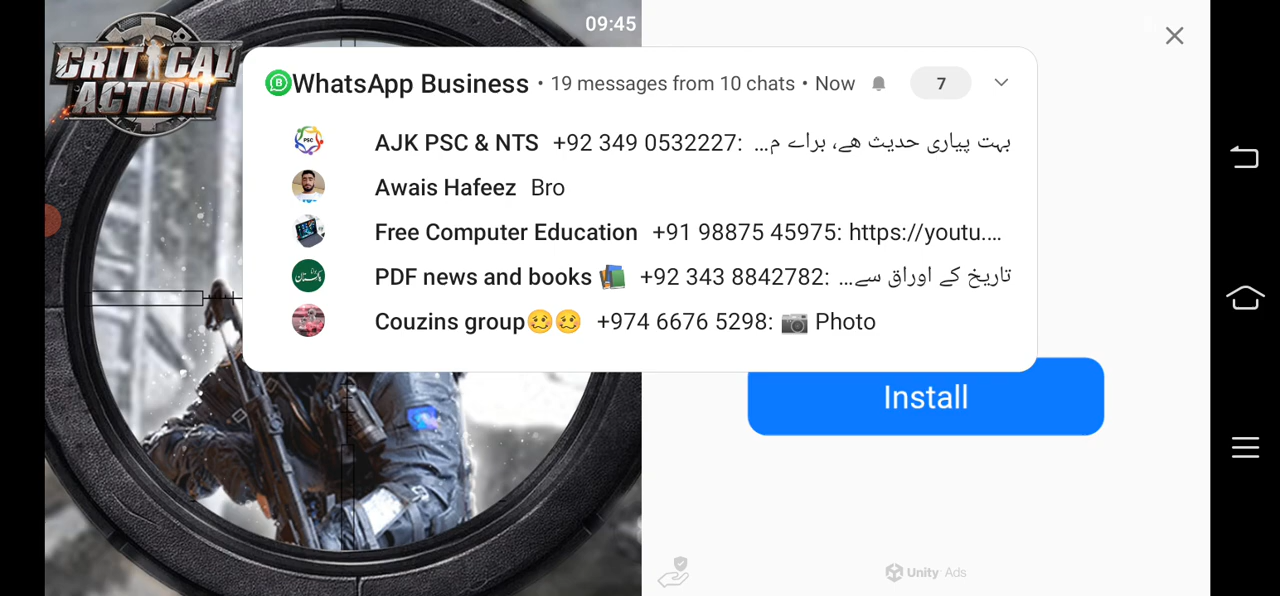 09:45
CRITICAL
ACTION
WhatsApp Business • 19 messages from 10 chats • Now 7
AJK PSC & NTS +92 349 0532227: بہت پیاری حدیث ھے، براے م...
Awais Hafeez Bro
Free Computer Education +91 98875 45975: https://youtu....
PDF news and books 📚 +92 343 8842782: تاریخ کے اوراق سے...
Couzins group🥴🥴 +974 6676 5298: 📷 Photo
Install
Unity Ads